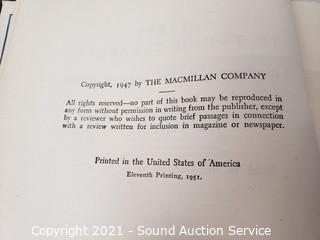 Copyright, 1947 by THE MACMILLAN COMPANY
All rights reserved—no part of this book may be reproduced in
any form without permission in writing from the publisher, except
by a reviewer who wishes to quote brief passages in connection
with a review written for inclusion in magazine or newspaper.
Printed in the United States of America
Eleventh Printing, 1951.
Copyright 2021 - Sound Auction Service